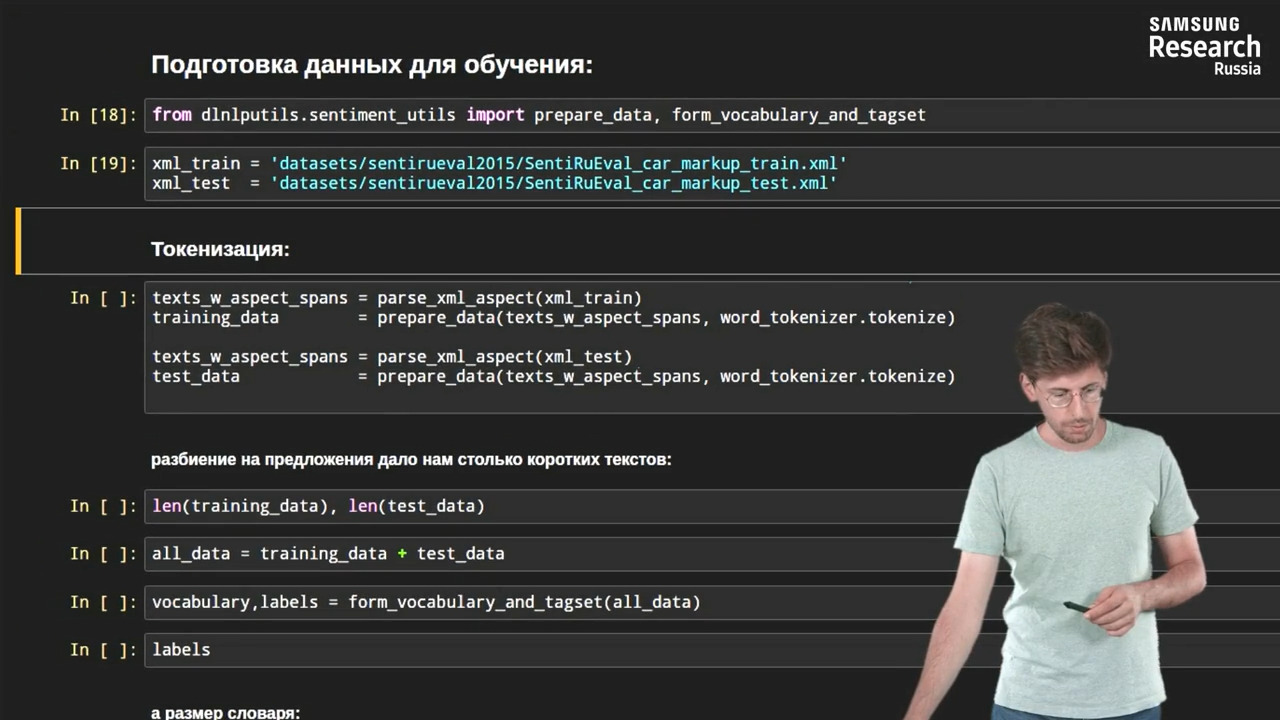 SAMSUNG
Research
Russia
Подготовка данных для обучения:
In [18]: from dlnlputils.sentiment_utils import prepare_data, form_vocabulary_and_tagset
In [19]: xml_train = 'datasets/sentirueval2015/SentiRuEval_car_markup_train.xml'
xml_test  = 'datasets/sentirueval2015/SentiRuEval_car_markup_test.xml'
Токенизация:
In [ ]: texts_w_aspect_spans = parse_xml_aspect(xml_train)
training_data        = prepare_data(texts_w_aspect_spans, word_tokenizer.tokenize)
texts_w_aspect_spans = parse_xml_aspect(xml_test)
test_data            = prepare_data(texts_w_aspect_spans, word_tokenizer.tokenize)
разбиение на предложения дало нам столько коротких текстов:
In [ ]: len(training_data), len(test_data)
In [ ]: all_data = training_data + test_data
In [ ]: vocabulary,labels = form_vocabulary_and_tagset(all_data)
In [ ]: labels
а размер словаря: